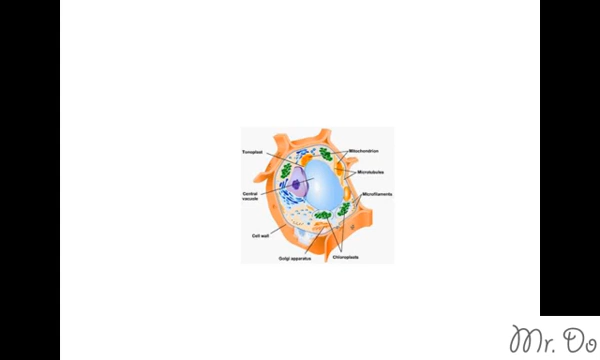 Tonoplast
Mitochondrion
Microtubules
Central
vacuole
Microfilaments
Cell wall
Golgi apparatus
Chloroplasts
Mr. Do